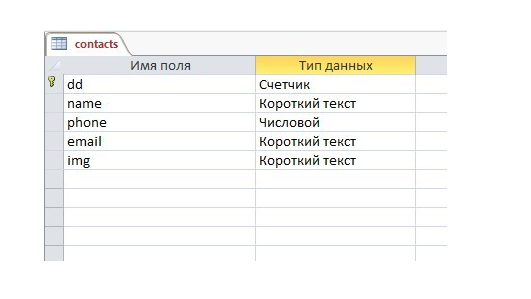 contacts
Имя поля Тип данных
dd Счетчик
name Короткий текст
phone Числовой
email Короткий текст
img Короткий текст